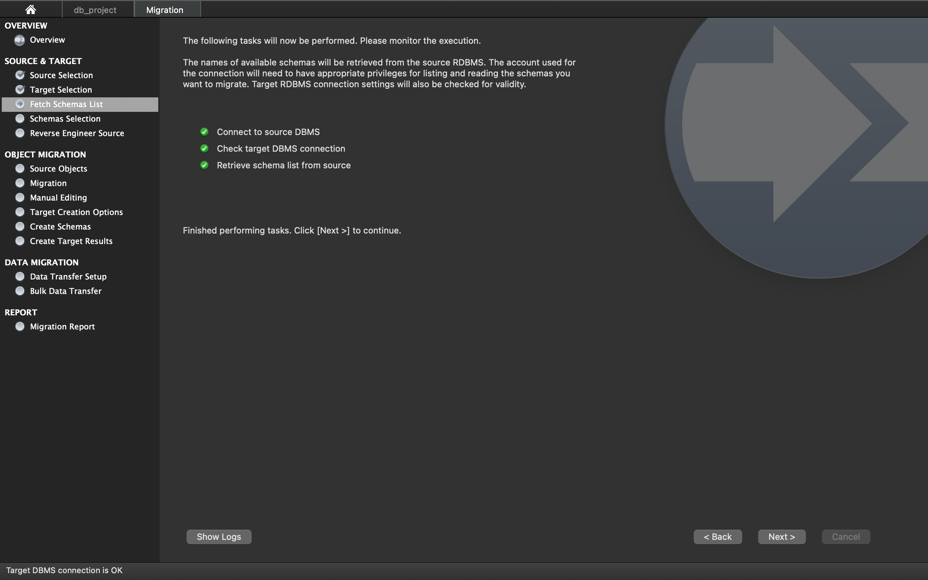 db_project
Migration
OVERVIEW
Overview
SOURCE & TARGET
Source Selection
Target Selection
Fetch Schemas List
Schemas Selection
Reverse Engineer Source
OBJECT MIGRATION
Source Objects
Migration
Manual Editing
Target Creation Options
Create Schemas
Create Target Results
DATA MIGRATION
Data Transfer Setup
Bulk Data Transfer
REPORT
Migration Report
The following tasks will now be performed. Please monitor the execution.
The names of available schemas will be retrieved from the source RDBMS. The account used for
the connection will need to have appropriate privileges for listing and reading the schemas you
want to migrate. Target RDBMS connection settings will also be checked for validity.
Connect to source DBMS
Check target DBMS connection
Retrieve schema list from source
Finished performing tasks. Click [Next >] to continue.
Show Logs
< Back
Next >
Cancel
Target DBMS connection is OK